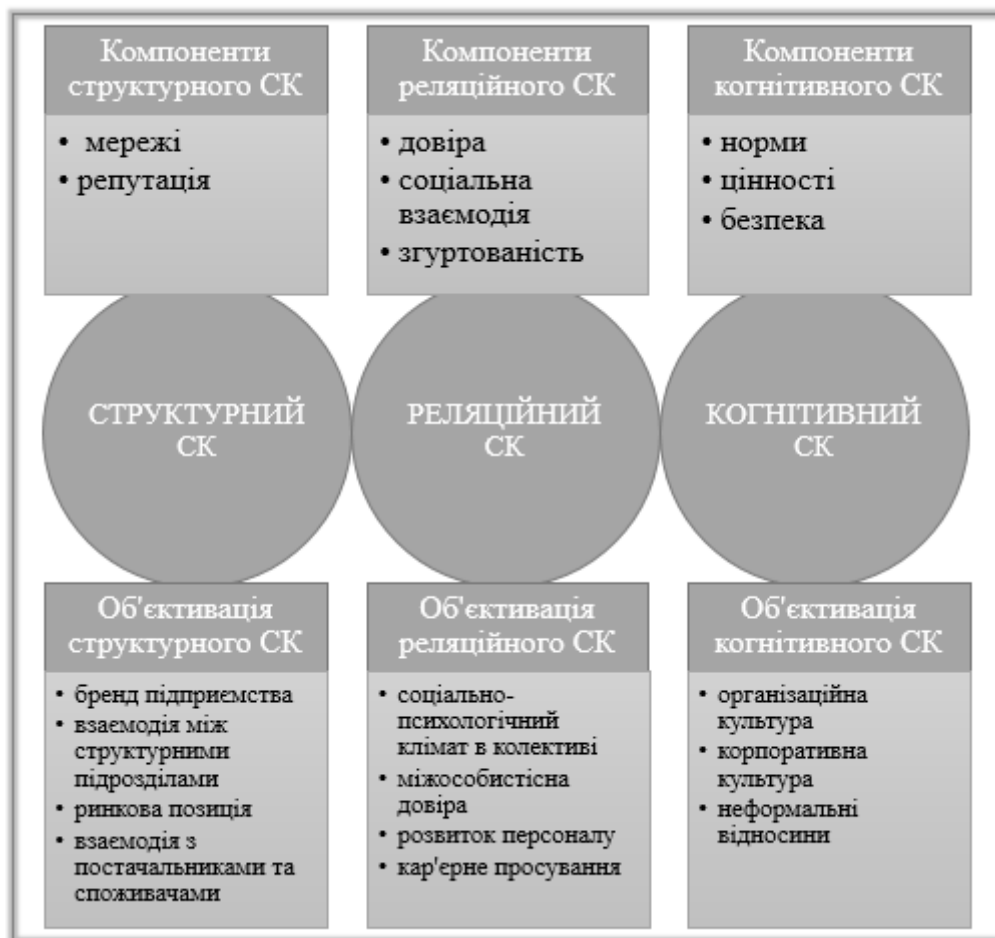 Компоненти
структурного СК
• мережі
• репутація
Компоненти
реляційного СК
• довіра
• соціальна
взаємодія
• згуртованість
Компоненти
когнітивного СК
• норми
• цінності
• безпека
СТРУКТУРНИЙ
СК
РЕЛЯЦІЙНИЙ
СК
КОГНІТИВНИЙ
СК
Об'єктивація
структурного СК
• бренд підприємства
• взаємодія між
структурними
підрозділами
• ринкова позиція
• взаємодія з
постачальниками та
споживачами
Об'єктивація
реляційного СК
• соціально-
психологічний
клімат в колективі
• міжособистісна
довіра
• розвиток персоналу
• кар'єрне просування
Об'єктивація
когнітивного СК
• організаційна
культура
• корпоративна
культура
• неформальні
відносини